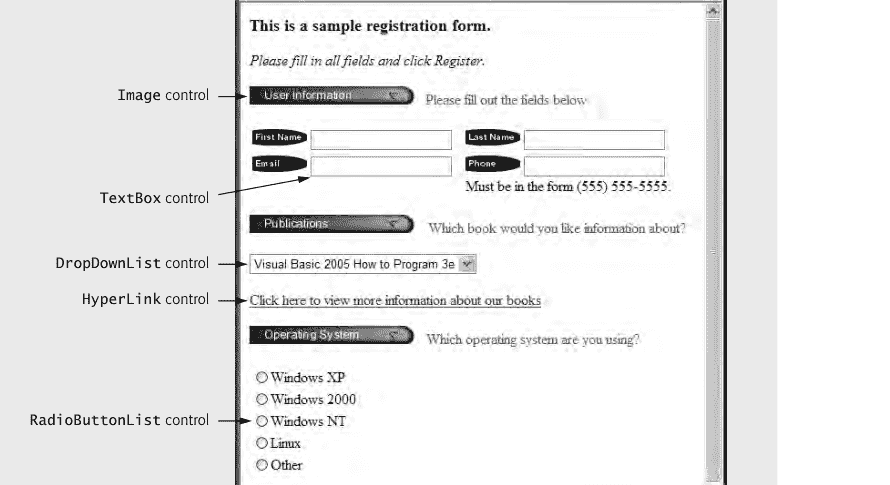 This is a sample registration form.
Please fill in all fields and click Register.
Image control
User Information
Please fill out the fields below
First Name
Last Name
Email
Phone
Must be in the form (555) 555-5555.
TextBox control
Publications
Which book would you like information about?
DropDownList control
Visual Basic 2005 How to Program 3e
HyperLink control
Click here to view more information about our books
Operating System
Which operating system are you using?
Windows XP
Windows 2000
RadioButtonList control
Windows NT
Linux
Other